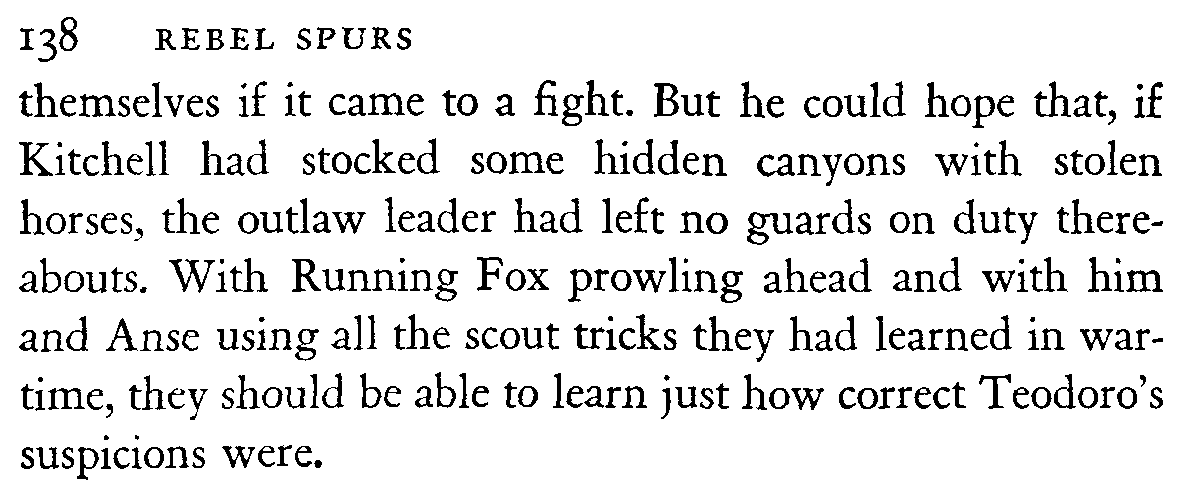 138 REBEL SPURS
themselves if it came to a fight. But he could hope that, if
Kitchell had stocked some hidden canyons with stolen
horses, the outlaw leader had left no guards on duty there-
abouts. With Running Fox prowling ahead and with him
and Anse using all the scout tricks they had learned in war-
time, they should be able to learn just how correct Teodoro's
suspicions were.